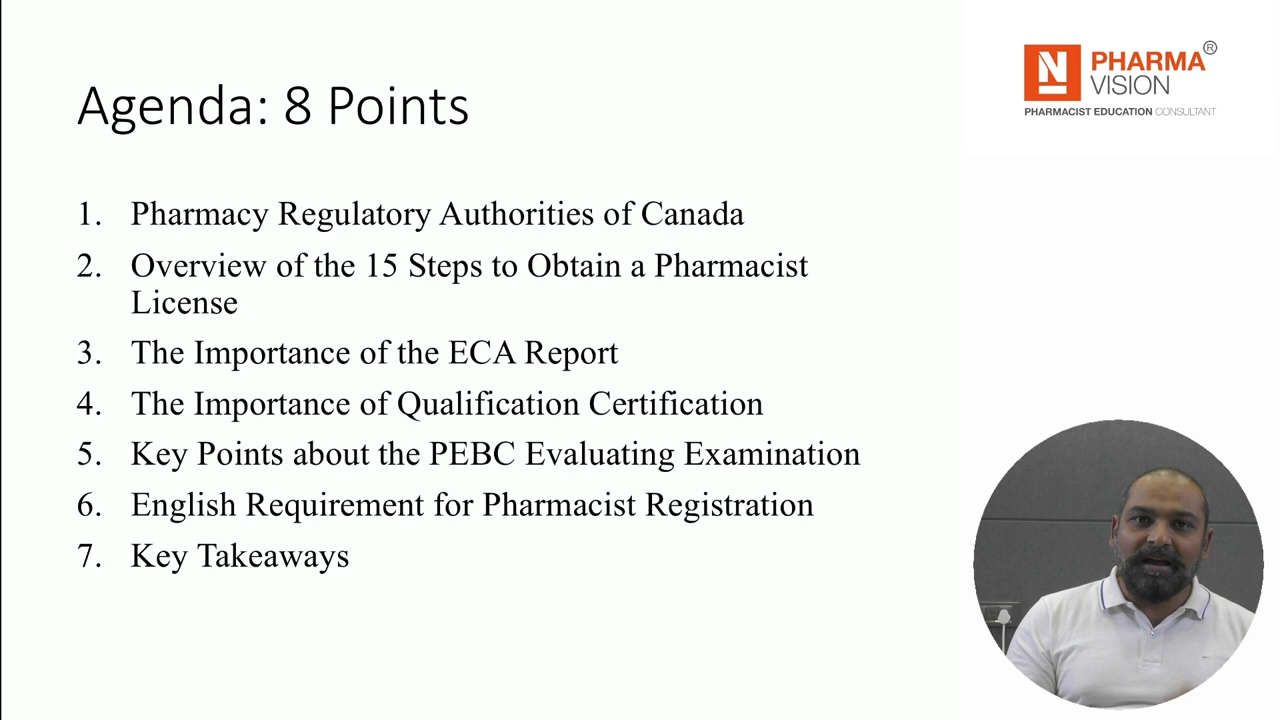 Agenda: 8 Points
N PHARMA®
VISION
PHARMACIST EDUCATION CONSULTANT
1. Pharmacy Regulatory Authorities of Canada
2. Overview of the 15 Steps to Obtain a Pharmacist
License
3. The Importance of the ECA Report
4. The Importance of Qualification Certification
5. Key Points about the PEBC Evaluating Examination
6. English Requirement for Pharmacist Registration
7. Key Takeaways